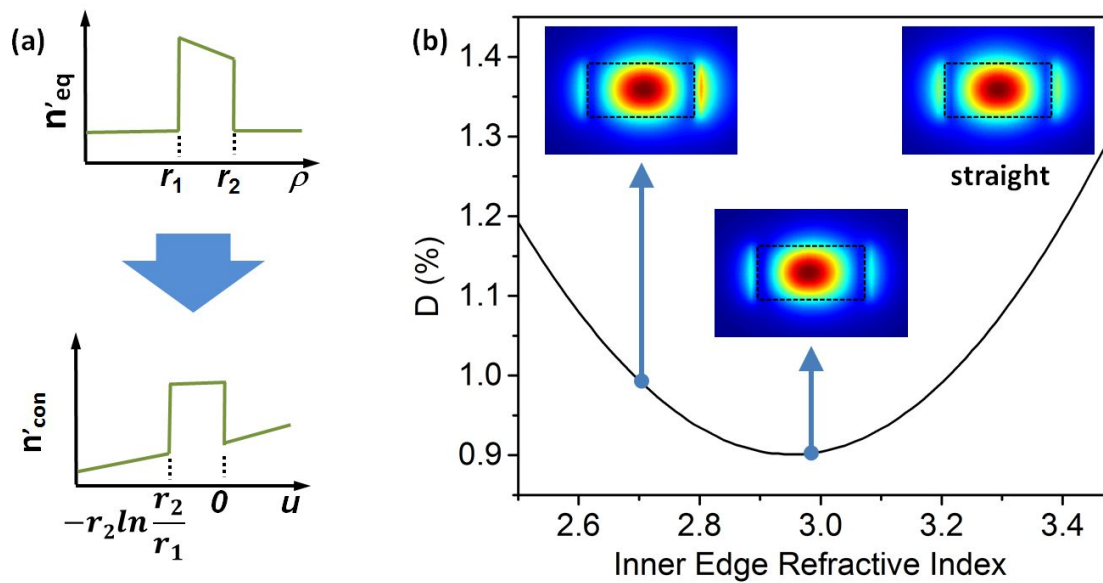 (a)
n'eq
r1 r2 ρ
n'con
r2 0 u
−r2ln
r1
(b)
1.4
1.3
1.2
1.1
1.0
0.9
D (%)
straight
2.6 2.8 3.0 3.2 3.4
Inner Edge Refractive Index